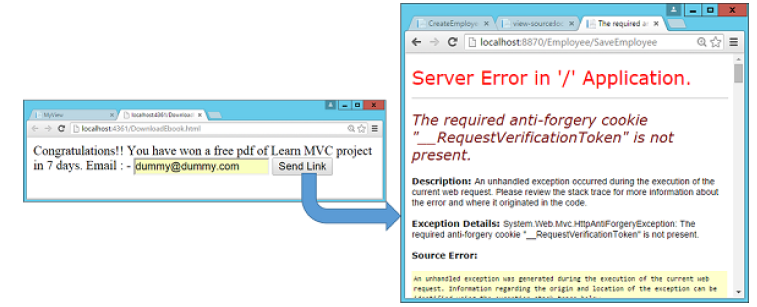 MyView
localhost:4361/Download
localhost:4361/DownloadEbook.html
Congratulations!! You have won a free pdf of Learn MVC project
in 7 days. Email : - dummy@dummy.com Send Link
CreateEmploye
view-source:loc
The required an
localhost:8870/Employee/SaveEmployee
Server Error in '/' Application.
The required anti-forgery cookie
"__RequestVerificationToken" is not
present.
Description: An unhandled exception occurred during the execution of the
current web request. Please review the stack trace for more information about
the error and where it originated in the code.
Exception Details: System.Web.Mvc.HttpAntiForgeryException: The
required anti-forgery cookie "__RequestVerificationToken" is not present.
Source Error:
An unhandled exception was generated during the execution of the current web
request. Information regarding the origin and location of the exception can be